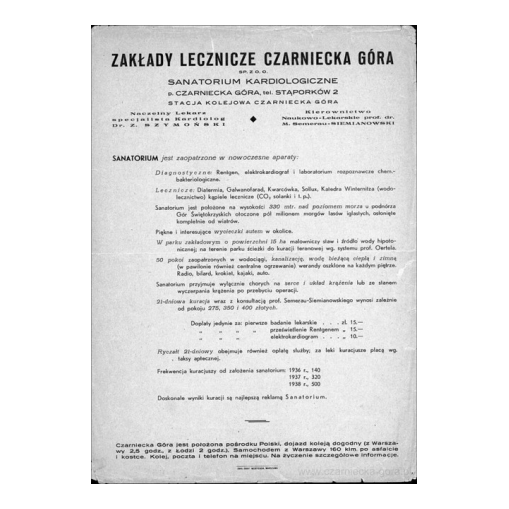 ZAKŁADY LECZNICZE CZARNIECKA GÓRA
SP. Z O. O.
SANATORIUM KARDIOLOGICZNE
p. CZARNIECKA GÓRA, tel. STĄPORKÓW 2
STACJA KOLEJOWA CZARNIECKA GÓRA
Naczelny Lekarz
specjalista Kardiolog
Dr. Z. SZYMOŃSKI
Kierownictwo
Naukowo-Lekarskie prof. dr.
M. Semerau-SIEMIANOWSKI
SANATORIUM jest zaopatrzone w nowoczesne aparaty:
Diagnostyczne: Rentgen, elektrokardiograf i laboratorium rozpoznawcze chem.-
bakteriologiczne.
Lecznicze: Diatermia, Galwanofarad, Kwarcówka, Sollux, Katedra Winternitza (wodo-
lecznictwo) kąpiele lecznicze (CO₂ solanki i t. p.).
Sanatorium jest położone na wysokości 330 mtr. nad poziomem morza u podnórza
Gór Świętokrzyskich otoczone pół milionem morgów lasów iglastych, osłonięte
kompletnie od wiatrów.
Piękne i interesujące wycieczki autem w okolice.
W parku zakładowym o powierzchni 15 ha malowniczy staw i źródło wody hipoto-
nicznej; na terenie parku ścieżki do kuracji terenowej wg. systemu prof. Oertela.
50 pokoi zaopatrzonych w wodociągi, kanalizację, wodę bieżącą ciepłą i zimną
(w pawilonie również centralne ogrzewanie) werandy oszklone na każdym piętrze.
Radio, bilard, krokiet, kajaki, auto.
Sanatorium przyjmuje wyłącznie chorych na serce i układ krążenia lub ze stanem
wyczerpania krążenia po przebyciu operacji.
21-dniowa kuracja wraz z konsultacją prof. Semerau-Siemianowskiego wynosi zależnie
od pokoju 275, 350 i 400 złotych.
Dopłaty jedynie za: pierwsze badanie lekarskie . . . zł. 15.—
„ „ „ „ prześwietlenie Rentgenem „ 15.—
„ „ „ „ elektrokardiogram . . . „ 10.—
Ryczałt 21-dniowy obejmuje również opłatę służby, za leki kuracjusze płacą wg.
taksy aptecznej.
Frekwencja kuracjuszy od założenia sanatorium: 1936 r., 140
1937 r., 320
1938 r., 500
Doskonałe wyniki kuracji są najlepszą reklamą Sanatorium.
Czarniecka Góra jest położona pośrodku Polski, dojazd koleją dogodny (z Warsza-
wy 2,5 godz., z Łodzi 2 godz.). Samochodem z Warszawy 160 klm. po asfalcie
i kostce. Kolej, poczta i telefon na miejscu. Na życzenie szczegółowe informacje.